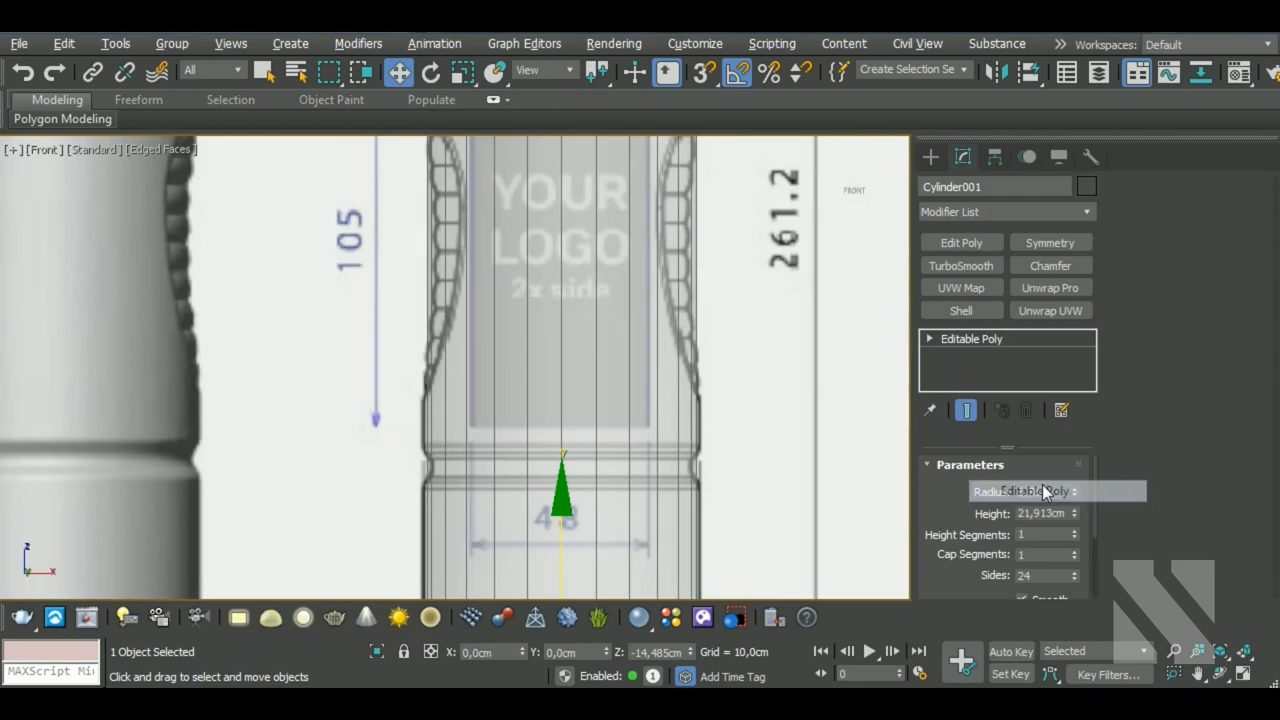 File Edit Tools Group Views Create Modifiers Animation Graph Editors Rendering Customize Scripting Content Civil View Substance Workspaces: Default
All View Create Selection Se
Modeling Freeform Selection Object Paint Populate
Polygon Modeling
[+] [Front] [Standard] [Edged Faces]
FRONT
YOUR
LOGO
2x side
105
261.2
48
Y
z
x
Cylinder001
Modifier List
Edit Poly Symmetry
TurboSmooth Chamfer
UVW Map Unwrap Pro
Shell Unwrap UVW
Editable Poly
Parameters
Editable Poly
Height: 21,913cm
Height Segments: 1
Cap Segments: 1
Sides: 24
1 Object Selected X: 0,0cm Y: 0,0cm Z: -14,485cm Grid = 10,0cm Auto Key Selected
MAXScript Mi
Click and drag to select and move objects Enabled: 1 Add Time Tag 0 Set Key Key Filters...